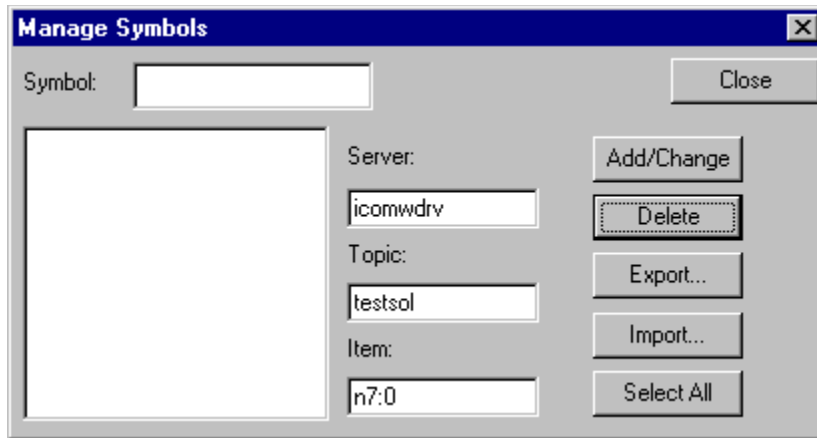 Manage Symbols
Symbol:
Close
Server:
Add/Change
icomwdrv
Delete
Topic:
Export...
testsol
Import...
Item:
n7:0
Select All